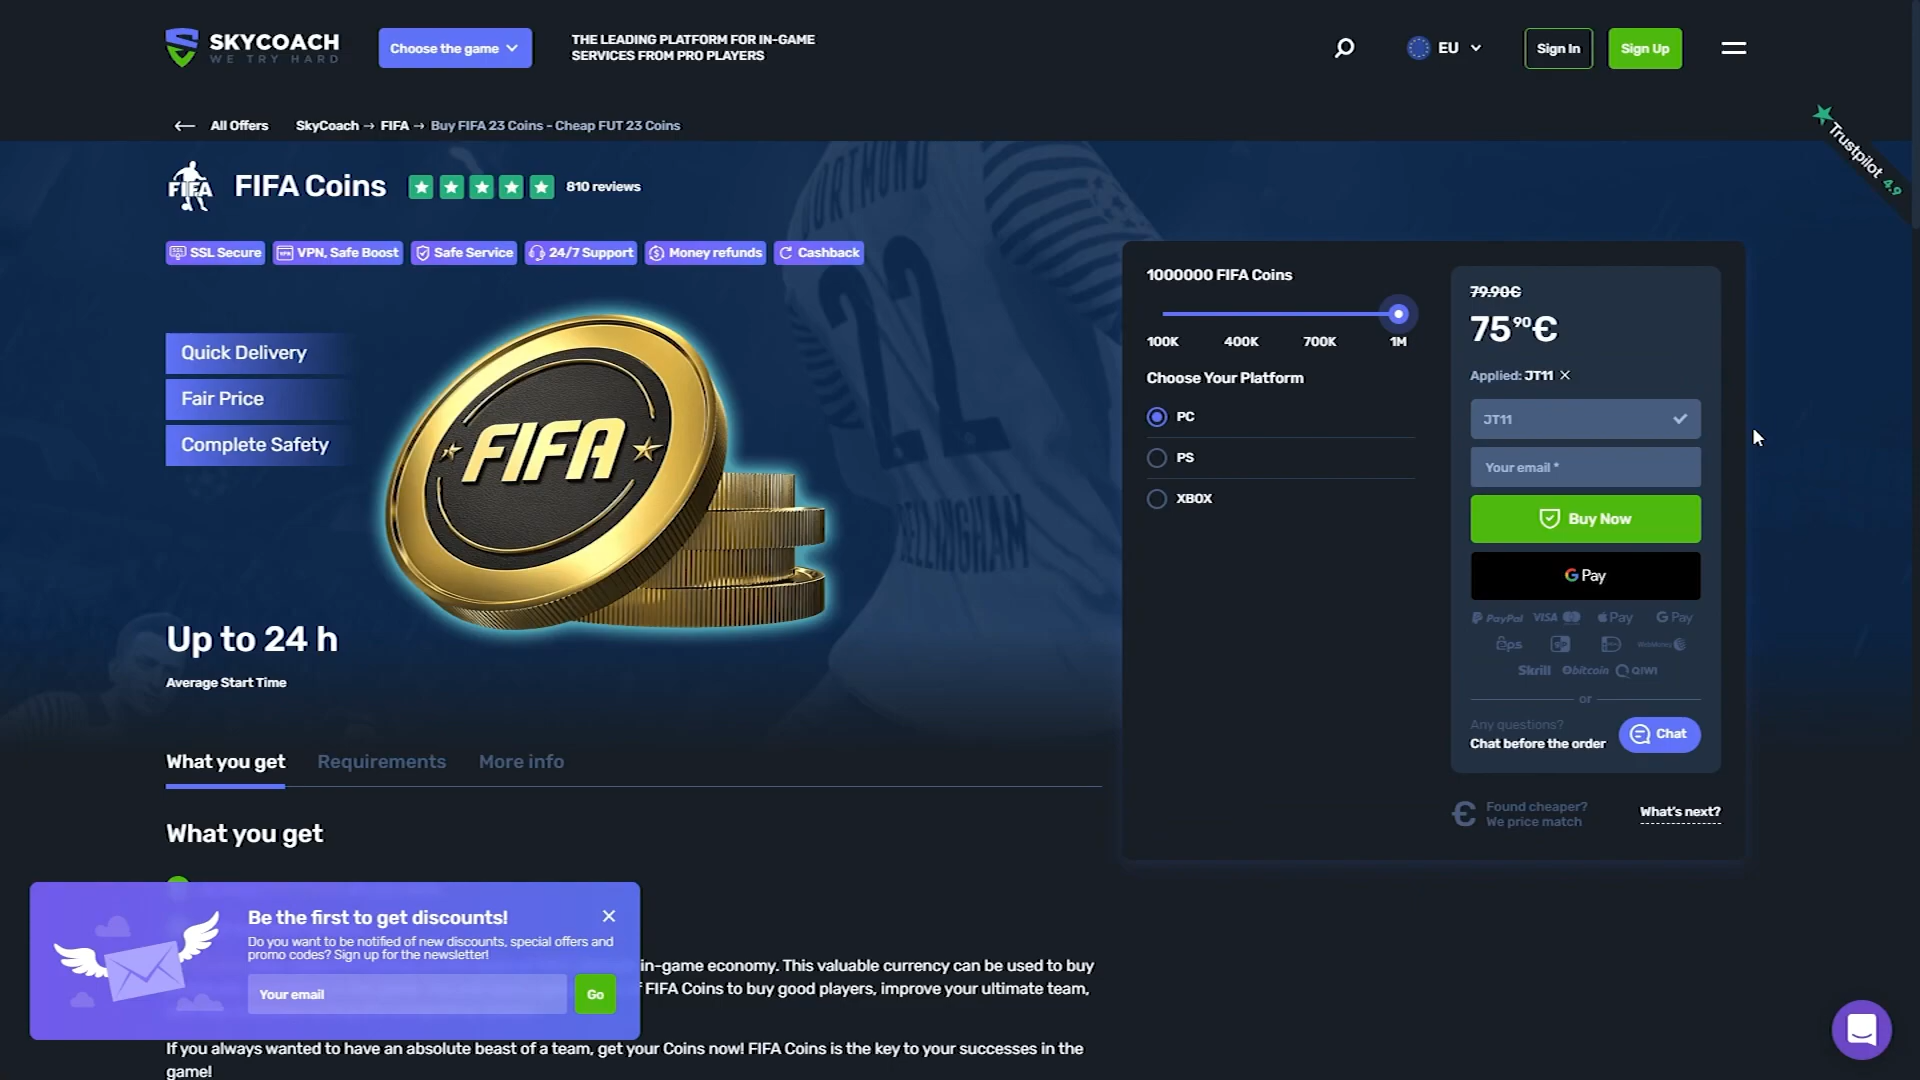 SKYCOACH
WE TRY HARD
Choose the game
THE LEADING PLATFORM FOR IN-GAME
SERVICES FROM PRO PLAYERS
EU
Sign In
Sign Up
All Offers
SkyCoach → FIFA → Buy FIFA 23 Coins - Cheap FUT 23 Coins
Trustpilot 4.9
FIFA
FIFA Coins
810 reviews
SSL Secure
VPN, Safe Boost
Safe Service
24/7 Support
Money refunds
Cashback
Quick Delivery
Fair Price
Complete Safety
FIFA
DORTMUND
22
BELLINGHAM
Up to 24 h
Average Start Time
1000000 FIFA Coins
100K 400K 700K 1M
Choose Your Platform
PC
PS
XBOX
79.90€
75⁹⁰€
Applied: JT11 ✕
JT11
Your email *
Buy Now
G Pay
PayPal VISA Pay G Pay
eps
Skrill bitcoin QIWI
or
Any questions?
Chat before the order
Chat
€ Found cheaper?
We price match
What's next?
What you get
Requirements
More info
What you get
in-game economy. This valuable currency can be used to buy
FIFA Coins to buy good players, improve your ultimate team,
If you always wanted to have an absolute beast of a team, get your Coins now! FIFA Coins is the key to your successes in the
game!
Be the first to get discounts!
Do you want to be notified of new discounts, special offers and
promo codes? Sign up for the newsletter!
Your email
Go